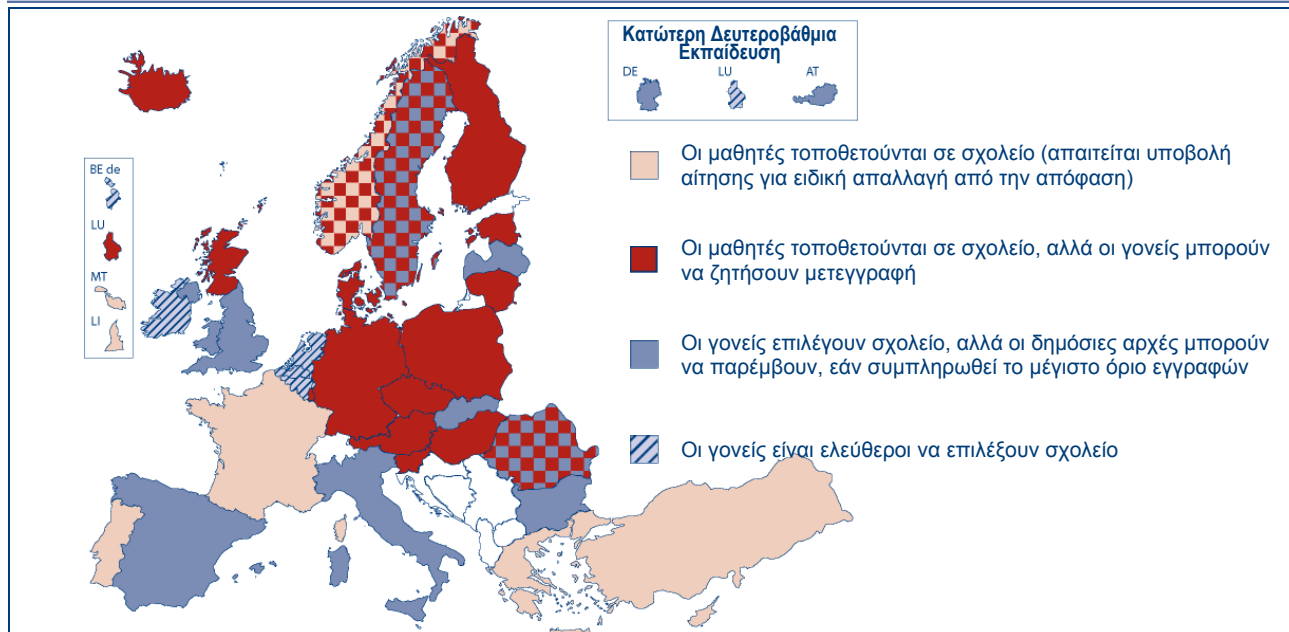 Κατώτερη Δευτεροβάθμια
Εκπαίδευση
DE LU AT
BE de
LU
MT
LI
Οι μαθητές τοποθετούνται σε σχολείο (απαιτείται υποβολή
αίτησης για ειδική απαλλαγή από την απόφαση)
Οι μαθητές τοποθετούνται σε σχολείο, αλλά οι γονείς μπορούν
να ζητήσουν μετεγγραφή
Οι γονείς επιλέγουν σχολείο, αλλά οι δημόσιες αρχές μπορούν
να παρέμβουν, εάν συμπληρωθεί το μέγιστο όριο εγγραφών
Οι γονείς είναι ελεύθεροι να επιλέξουν σχολείο